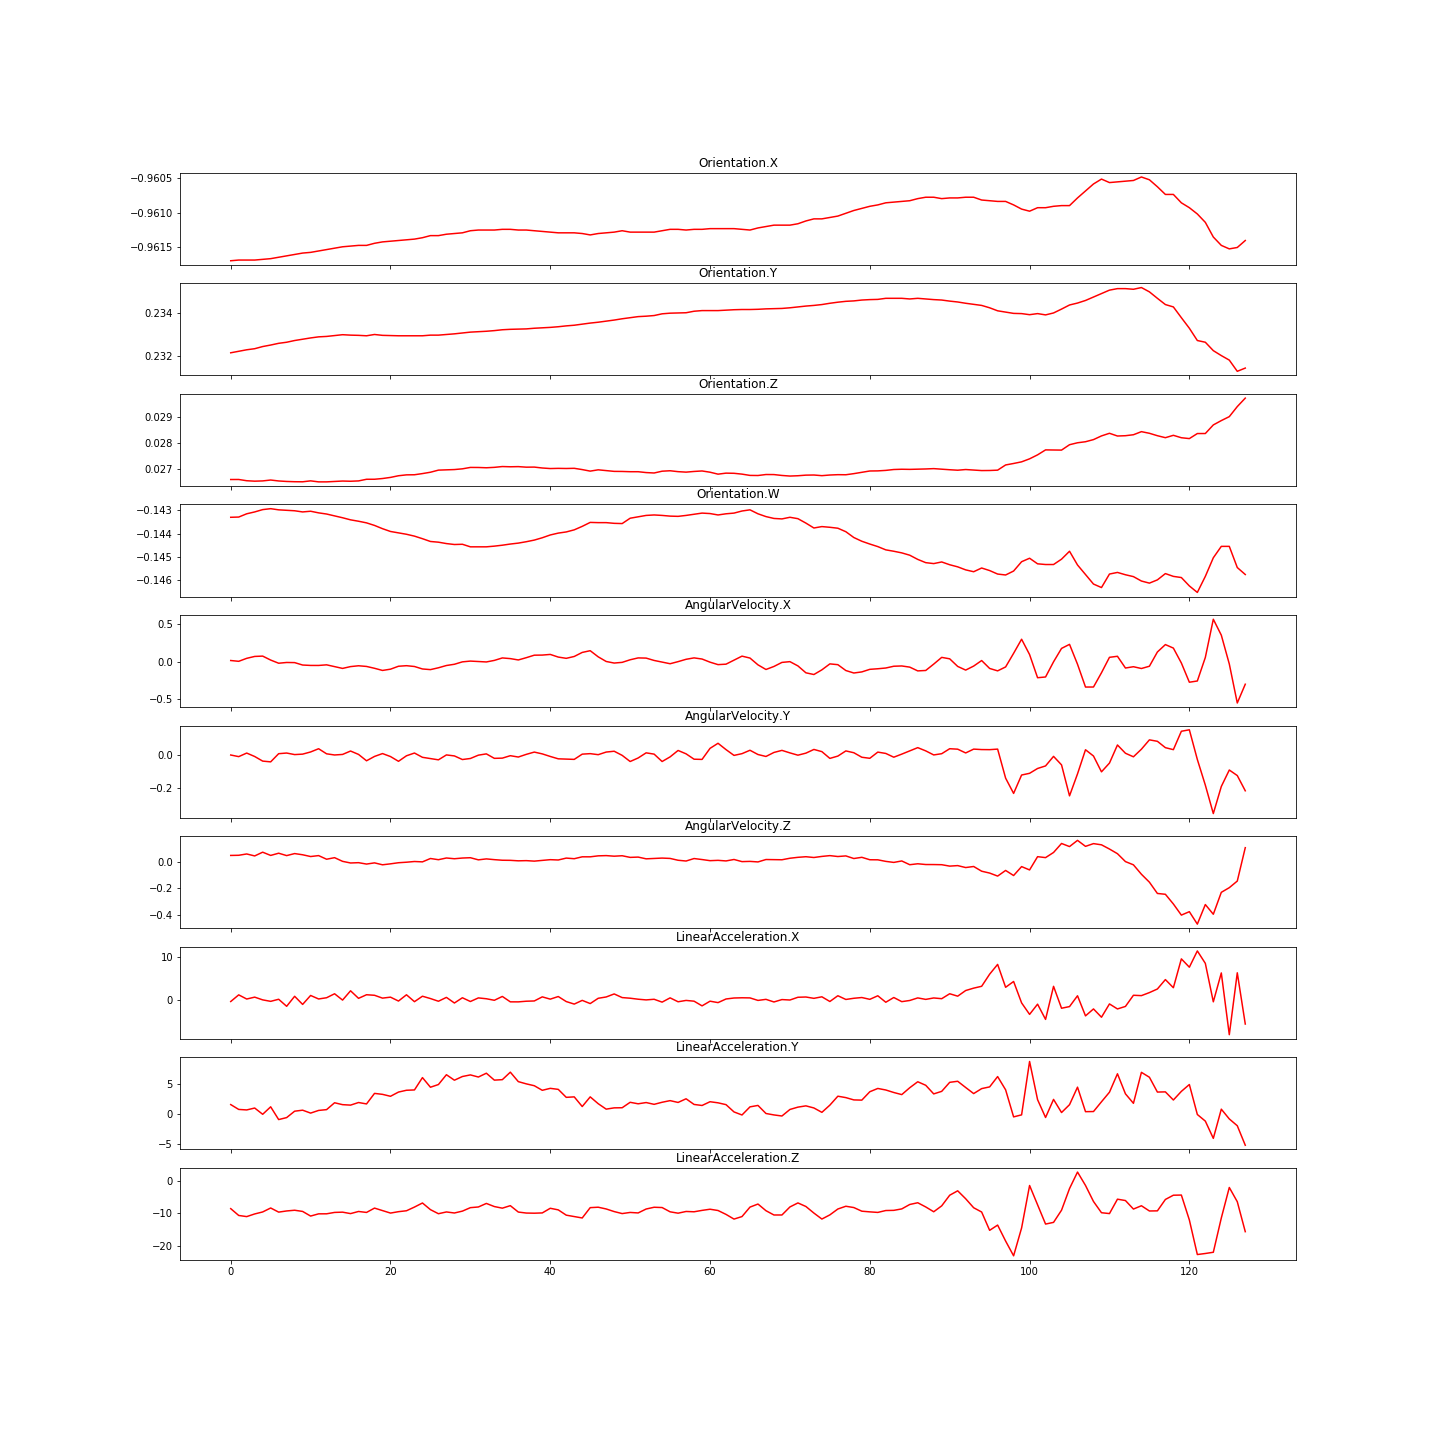 Orientation.X
−0.9605
−0.9610
−0.9615
Orientation.Y
0.234
0.232
Orientation.Z
0.029
0.028
0.027
Orientation.W
−0.143
−0.144
−0.145
−0.146
AngularVelocity.X
0.5
0.0
−0.5
AngularVelocity.Y
0.0
−0.2
AngularVelocity.Z
0.0
−0.2
−0.4
LinearAcceleration.X
10
0
LinearAcceleration.Y
5
0
−5
LinearAcceleration.Z
0
−10
−20
0 20 40 60 80 100 120